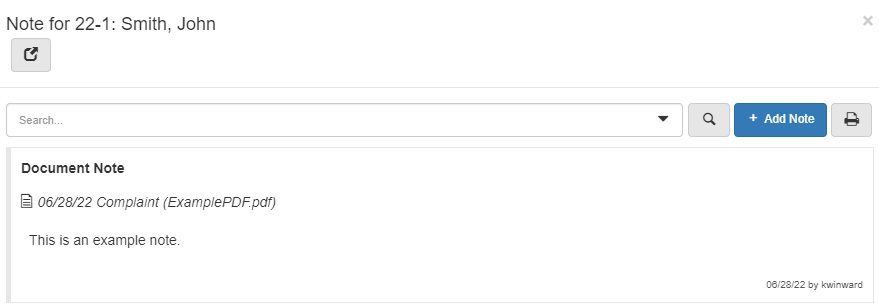 Note for 22-1: Smith, John
×
Search...
+ Add Note
Document Note
06/28/22 Complaint (ExamplePDF.pdf)
This is an example note.
06/28/22 by kwinward